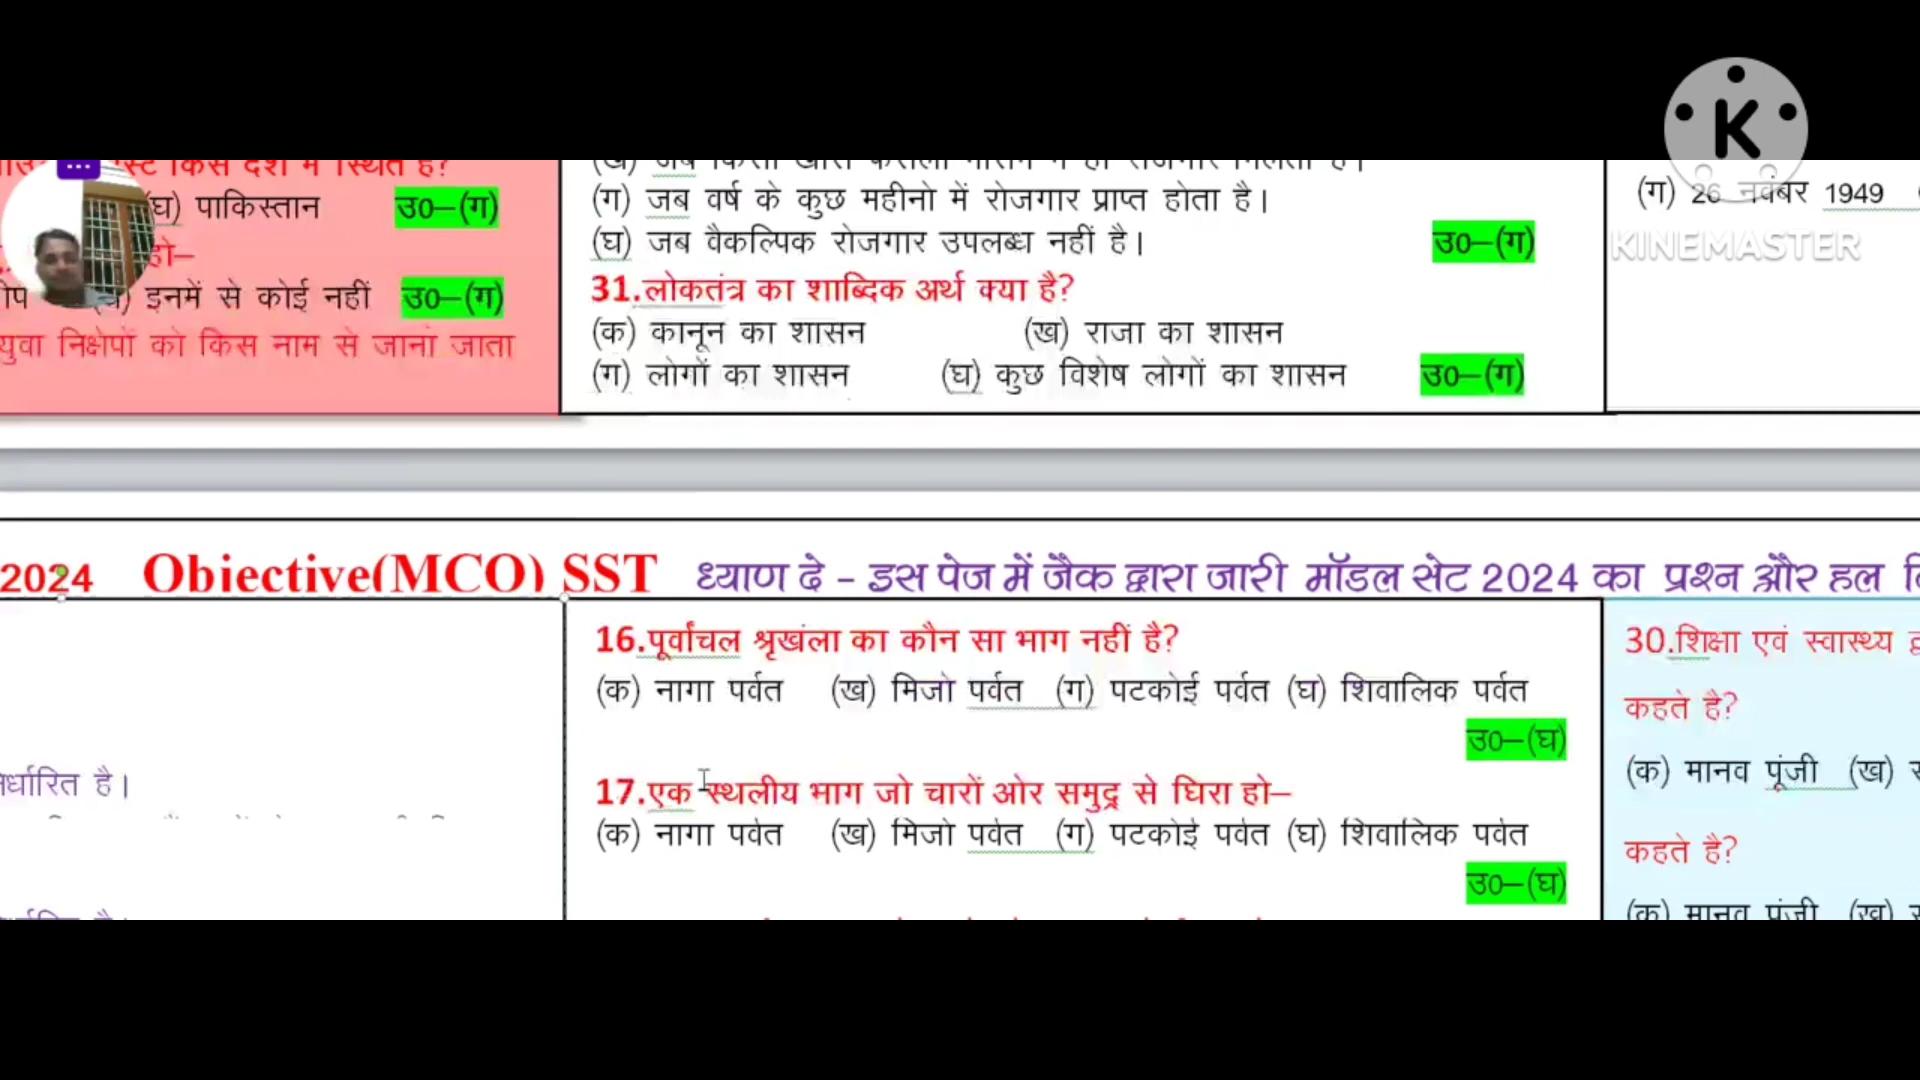 किस देश में स्थित है?
(घ) पाकिस्तान उ0–(ग)
हो–
इनमें से कोई नहीं उ0–(ग)
युवा निक्षेपों को किस नाम से जानां जाता
(ग) जब वर्ष के कुछ महीनो में रोजगार प्राप्त होता है।
(घ) जब वैकल्पिक रोजगार उपलब्ध नहीं है। उ0–(ग)
31.लोकतंत्र का शाब्दिक अर्थ क्या है?
(क) कानून का शासन (ख) राजा का शासन
(ग) लोगों का शासन (घ) कुछ विशेष लोगों का शासन उ0–(ग)
K
KINEMASTER
(ग) 26 नवंबर 1949
2024 Objective(MCQ) SST ध्याण दे – इस पेज में जैक द्वारा जारी मॉडल सेट 2024 का प्रश्न और हल
र्धारित है।
16.पूर्वांचल श्रृखंला का कौन सा भाग नहीं है?
(क) नागा पर्वत (ख) मिजो पर्वत (ग) पटकोई पर्वत (घ) शिवालिक पर्वत
उ0–(घ)
17.एक स्थलीय भाग जो चारों ओर समुद्र से घिरा हो–
(क) नागा पर्वत (ख) मिजो पर्वत (ग) पटकोई पर्वत (घ) शिवालिक पर्वत
उ0–(घ)
30.शिक्षा एवं स्वास्थ्य
कहते है?
(क) मानव पूंजी (ख)
कहते है?
(क) मानव पूंजी (ख)